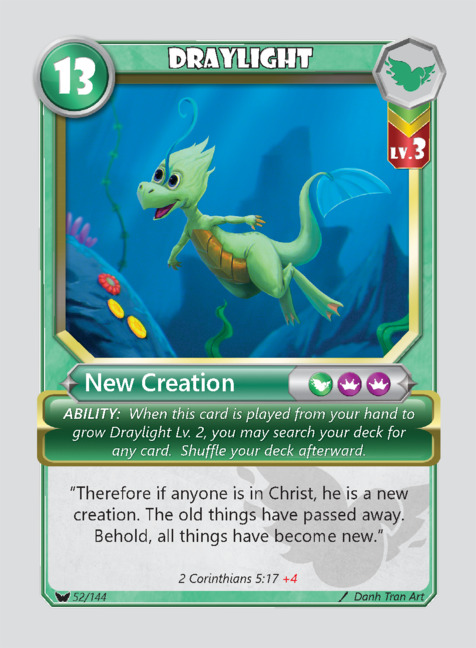 DRAYLIGHT
13
LV.3
New Creation
ABILITY: When this card is played from your hand to
grow Draylight Lv. 2, you may search your deck for
any card. Shuffle your deck afterward.
"Therefore if anyone is in Christ, he is a new
creation. The old things have passed away.
Behold, all things have become new."
2 Corinthians 5:17 +4
52/144
Danh Tran Art